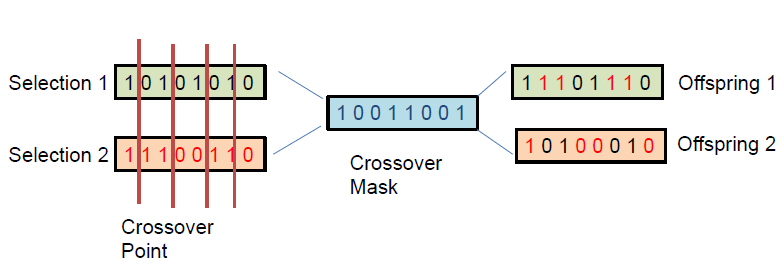 Selection 1
1 0 1 0 1 0 1 0
Selection 2
1 1 1 0 0 1 1 0
Crossover
Point
1 0 0 1 1 0 0 1
Crossover
Mask
1 1 1 0 1 1 1 0
Offspring 1
1 0 1 0 0 0 1 0
Offspring 2